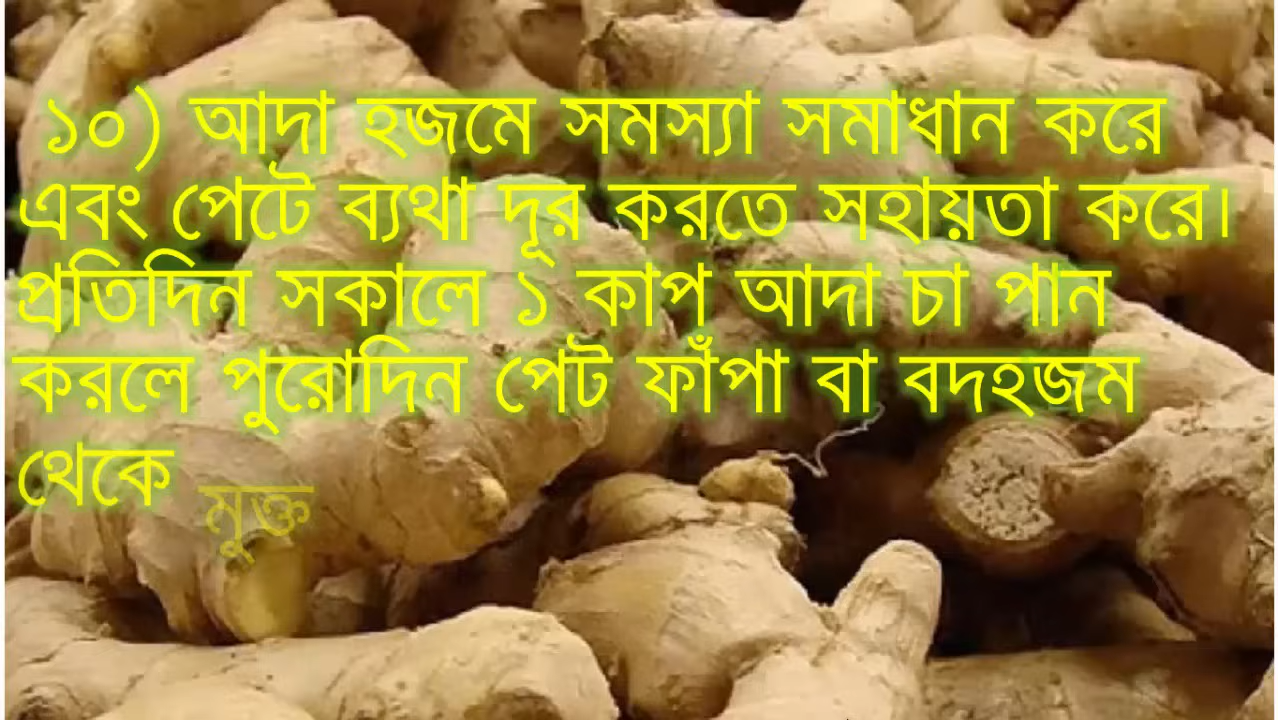 ১০) আদা হজমে সমস্যা সমাধান করে
এবং পেটে ব্যথা দূর করতে সহায়তা করে।
প্রতিদিন সকালে ১ কাপ আদা চা পান
করলে পুরোদিন পেট ফাঁপা বা বদহজম
থেকে মুক্ত